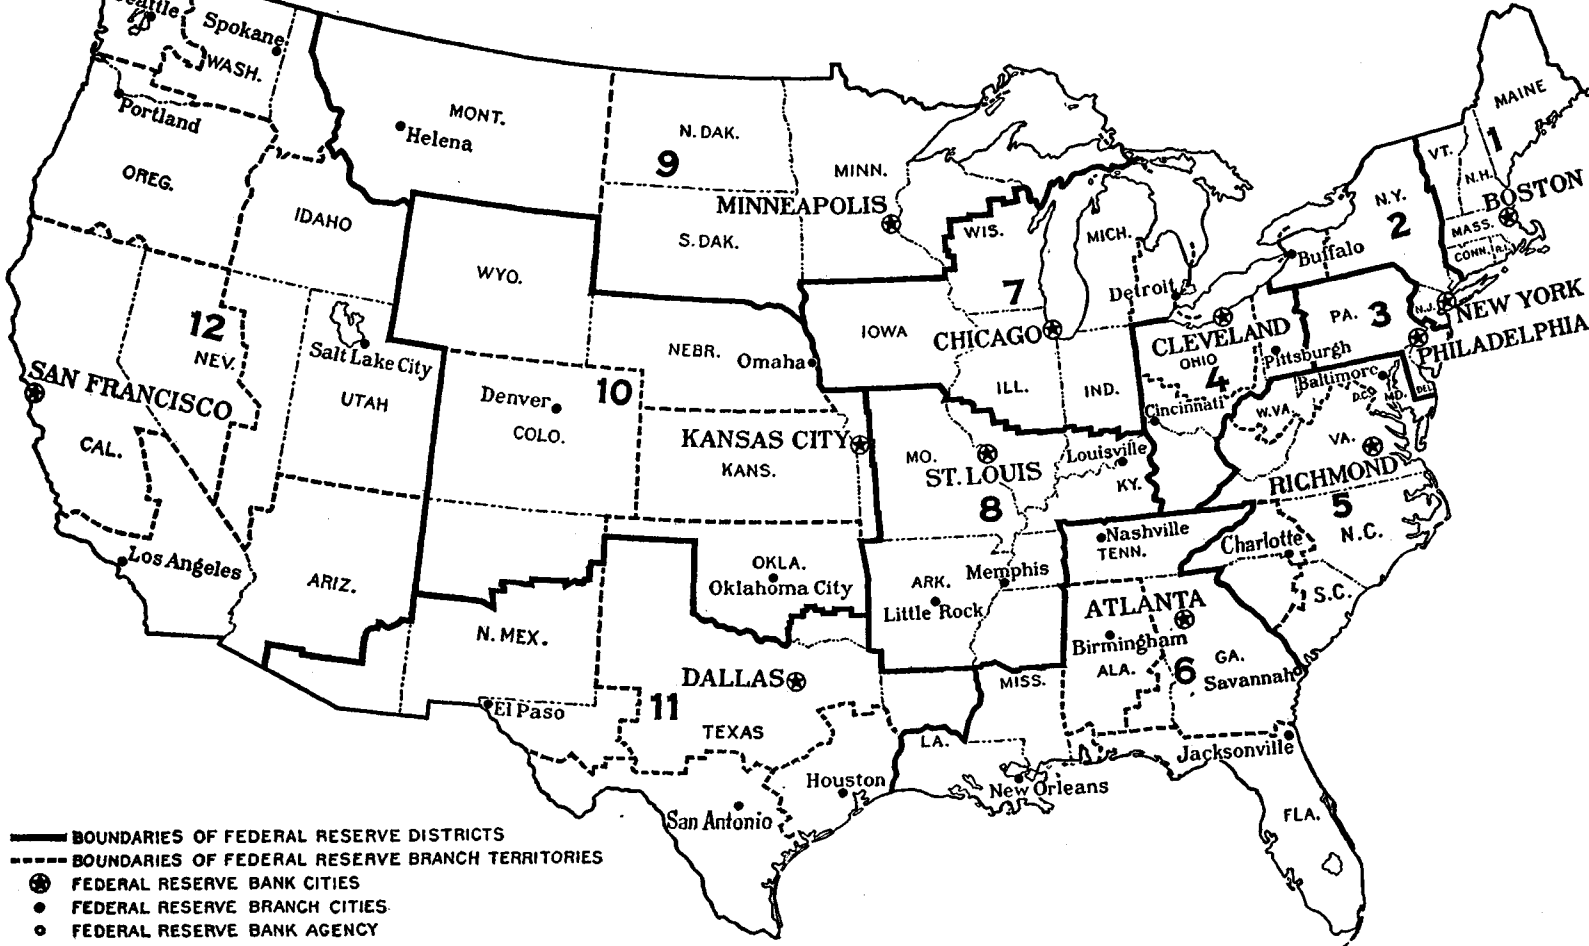 Seattle
Spokane
WASH.
Portland
OREG.
IDAHO
MONT.
Helena
N. DAK.
9
S. DAK.
MINN.
MINNEAPOLIS
WYO.
WIS.
MICH.
7
Detroit
CHICAGO
IOWA
ILL.
IND.
MAINE
VT.
N.H.
1
BOSTON
MASS.
CONN.
R.I.
N.Y.
2
Buffalo
NEW YORK
N.J.
PA.
3
PHILADELPHIA
CLEVELAND
OHIO
4
Pittsburgh
Cincinnati
Baltimore
D.C.
MD.
DEL.
W.VA.
VA.
RICHMOND
5
N.C.
Charlotte
S.C.
12
NEV.
SAN FRANCISCO
CAL.
Los Angeles
Salt Lake City
UTAH
ARIZ.
NEBR.
Omaha
10
Denver
COLO.
KANSAS CITY
KANS.
OKLA.
Oklahoma City
MO.
ST. LOUIS
8
Louisville
KY.
Nashville
TENN.
Memphis
ARK.
Little Rock
ATLANTA
Birmingham
ALA.
6
GA.
Savannah
Jacksonville
FLA.
MISS.
LA.
New Orleans
N. MEX.
El Paso
DALLAS
11
TEXAS
Houston
San Antonio
BOUNDARIES OF FEDERAL RESERVE DISTRICTS
BOUNDARIES OF FEDERAL RESERVE BRANCH TERRITORIES
FEDERAL RESERVE BANK CITIES
FEDERAL RESERVE BRANCH CITIES
FEDERAL RESERVE BANK AGENCY